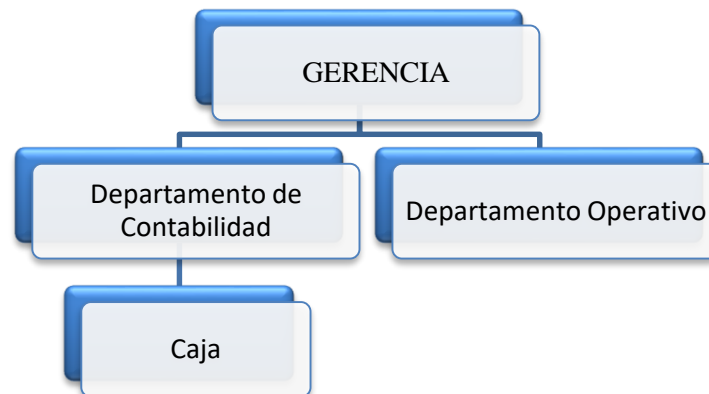 GERENCIA
Departamento de
Contabilidad
Departamento Operativo
Caja